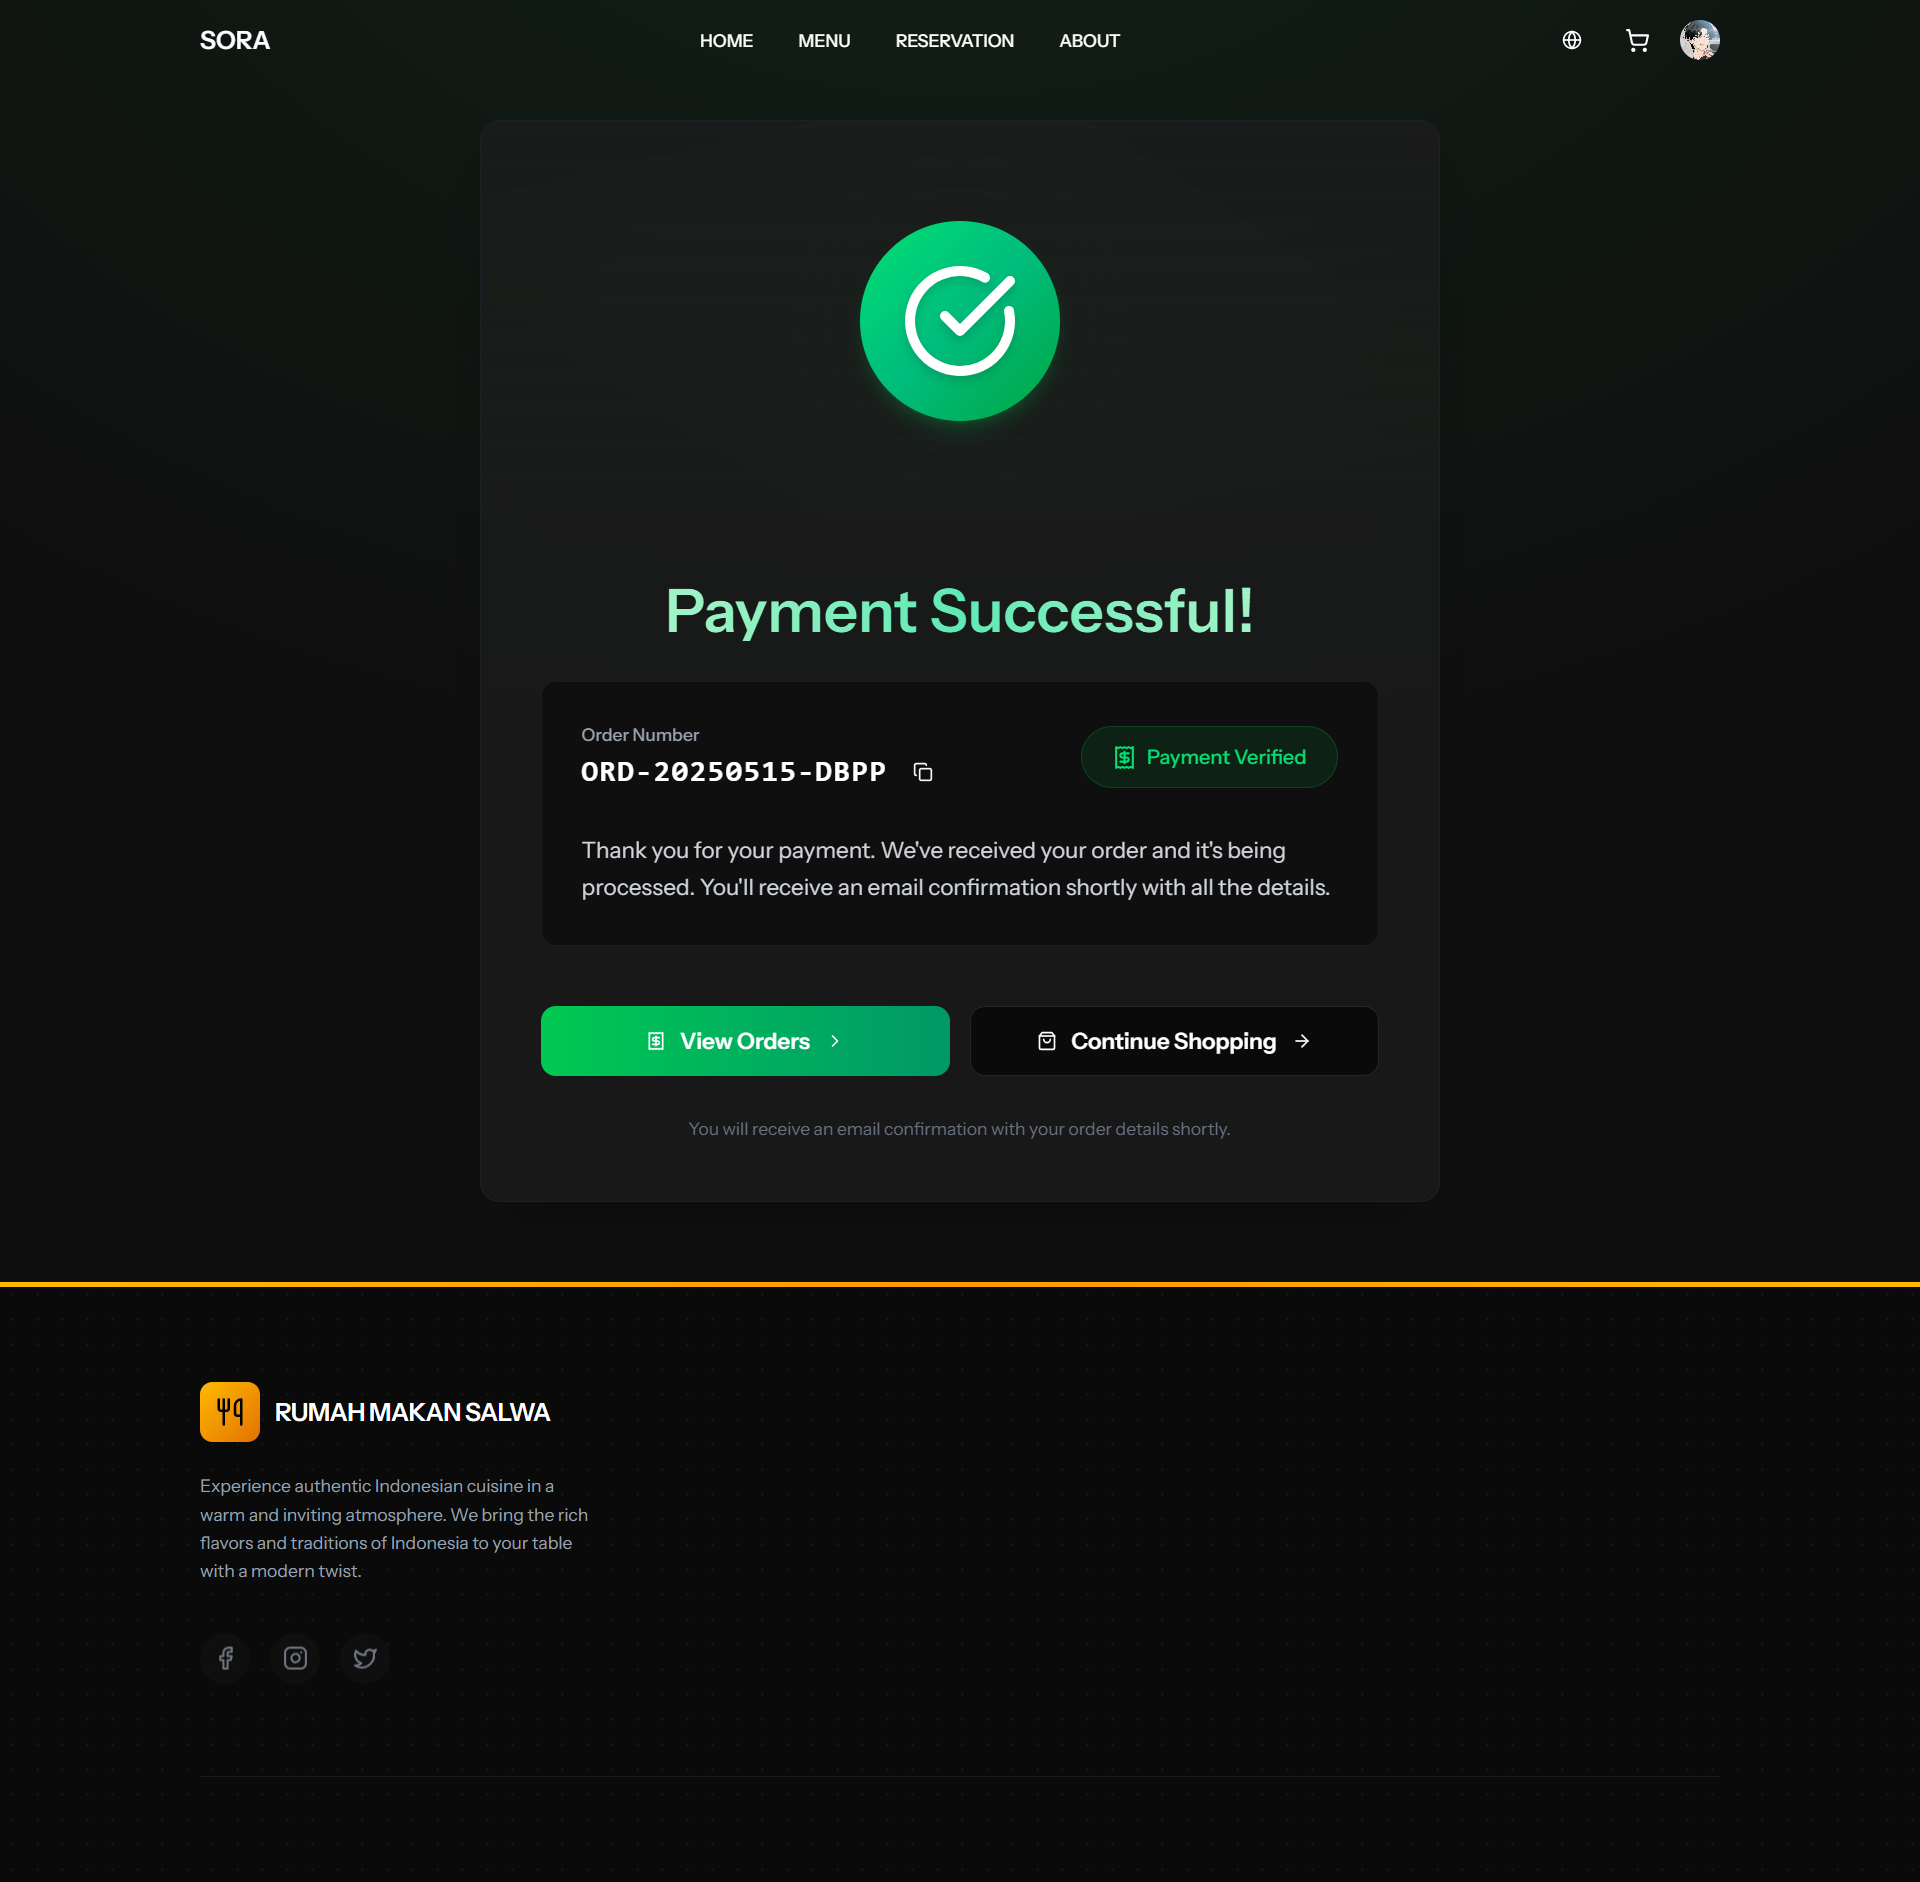 SORA
HOME
MENU
RESERVATION
ABOUT
Payment Successful!
Order Number
ORD-20250515-DBPP
Payment Verified
Thank you for your payment. We've received your order and it's being
processed. You'll receive an email confirmation shortly with all the details.
View Orders
Continue Shopping
You will receive an email confirmation with your order details shortly.
RUMAH MAKAN SALWA
Experience authentic Indonesian cuisine in a
warm and inviting atmosphere. We bring the rich
flavors and traditions of Indonesia to your table
with a modern twist.